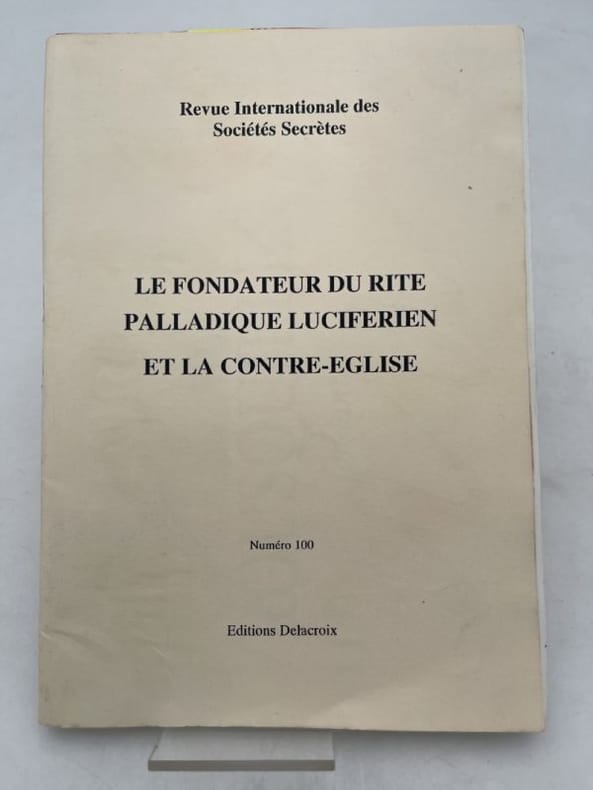 Revue Internationale des
Sociétés Secrètes
LE FONDATEUR DU RITE
PALLADIQUE LUCIFERIEN
ET LA CONTRE-EGLISE
Numéro 100
Editions Delacroix